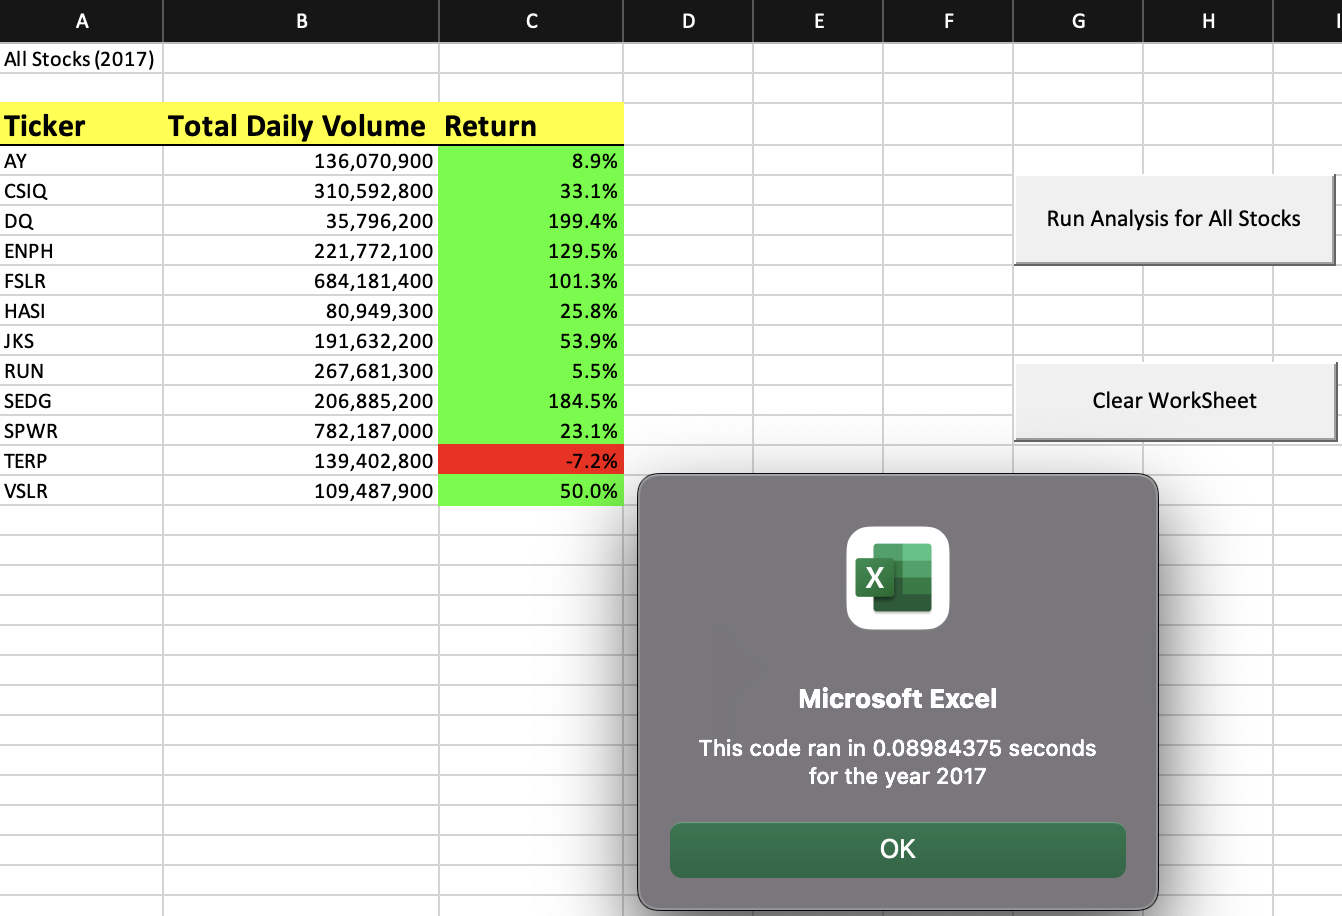 A B C D E F G H I
All Stocks (2017)
Ticker Total Daily Volume Return
AY 136,070,900 8.9%
CSIQ 310,592,800 33.1%
DQ 35,796,200 199.4%
ENPH 221,772,100 129.5%
FSLR 684,181,400 101.3%
HASI 80,949,300 25.8%
JKS 191,632,200 53.9%
RUN 267,681,300 5.5%
SEDG 206,885,200 184.5%
SPWR 782,187,000 23.1%
TERP 139,402,800 -7.2%
VSLR 109,487,900 50.0%
Run Analysis for All Stocks
Clear WorkSheet
X
Microsoft Excel
This code ran in 0.08984375 seconds
for the year 2017
OK